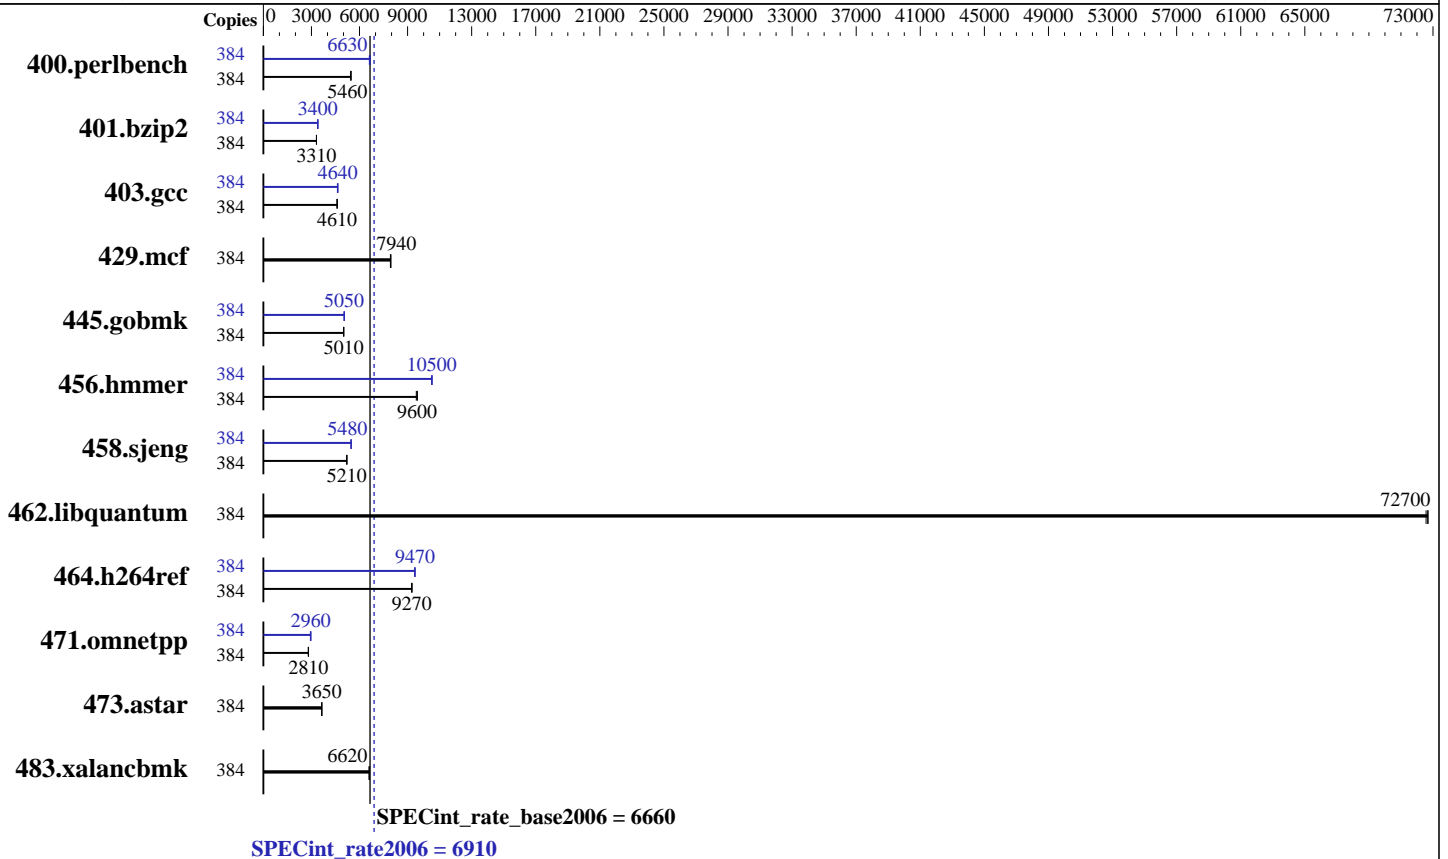 Copies 0 3000 6000 9000 13000 17000 21000 25000 29000 33000 37000 41000 45000 49000 53000 57000 61000 65000 73000
400.perlbench 384 6630
384 5460
401.bzip2 384 3400
384 3310
403.gcc 384 4640
384 4610
429.mcf 384 7940
445.gobmk 384 5050
384 5010
456.hmmer 384 10500
384 9600
458.sjeng 384 5480
384 5210
462.libquantum 384 72700
464.h264ref 384 9470
384 9270
471.omnetpp 384 2960
384 2810
473.astar 384 3650
483.xalancbmk 384 6620
SPECint_rate_base2006 = 6660
SPECint_rate2006 = 6910